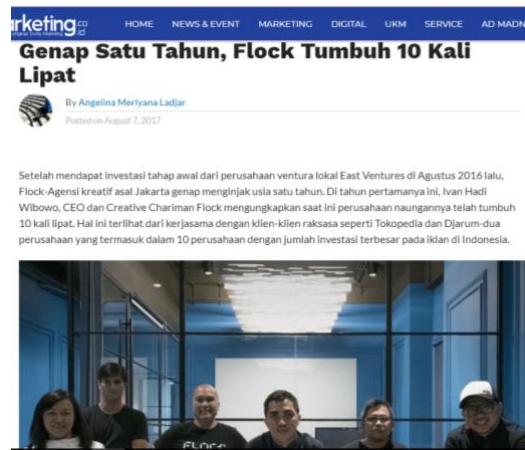 rketing.co.id
HOME NEWS & EVENT MARKETING DIGITAL UKM SERVICE AD MADN
Genap Satu Tahun, Flock Tumbuh 10 Kali
Lipat
By Angelina Merlyana Ladjar
Posted on August 7, 2017
Setelah mendapat investasi tahap awal dari perusahaan ventura lokal East Ventures di Agustus 2016 lalu,
Flock-Agensi kreatif asal Jakarta genap menginjak usia satu tahun. Di tahun pertamanya ini, Ivan Hadi
Wibowo, CEO dan Creative Chariman Flock mengungkapkan saat ini perusahaan naungannya telah tumbuh
10 kali lipat. Hal ini terlihat dari kerjasama dengan klien-klien raksasa seperti Tokopedia dan Djarum-dua
perusahaan yang termasuk dalam 10 perusahaan dengan jumlah investasi terbesar pada iklan di Indonesia.
FLOCK